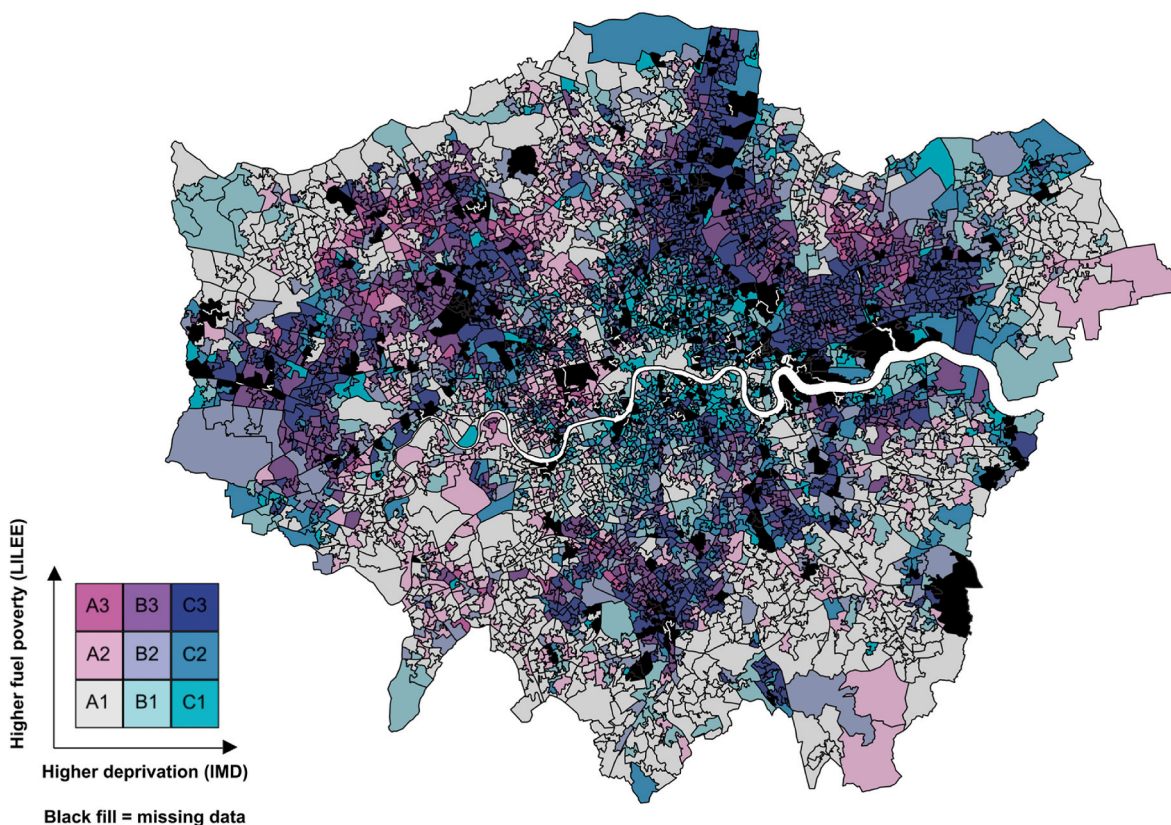 Higher fuel poverty (LILEE)
A3 B3 C3
A2 B2 C2
A1 B1 C1
Higher deprivation (IMD)
Black fill = missing data